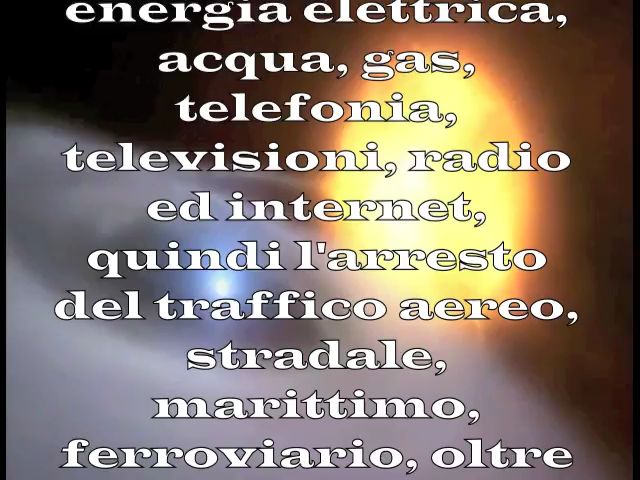 energia elettrica,
acqua, gas,
telefonia,
televisioni, radio
ed internet,
quindi l'arresto
del traffico aereo,
stradale,
marittimo,
ferroviario, oltre